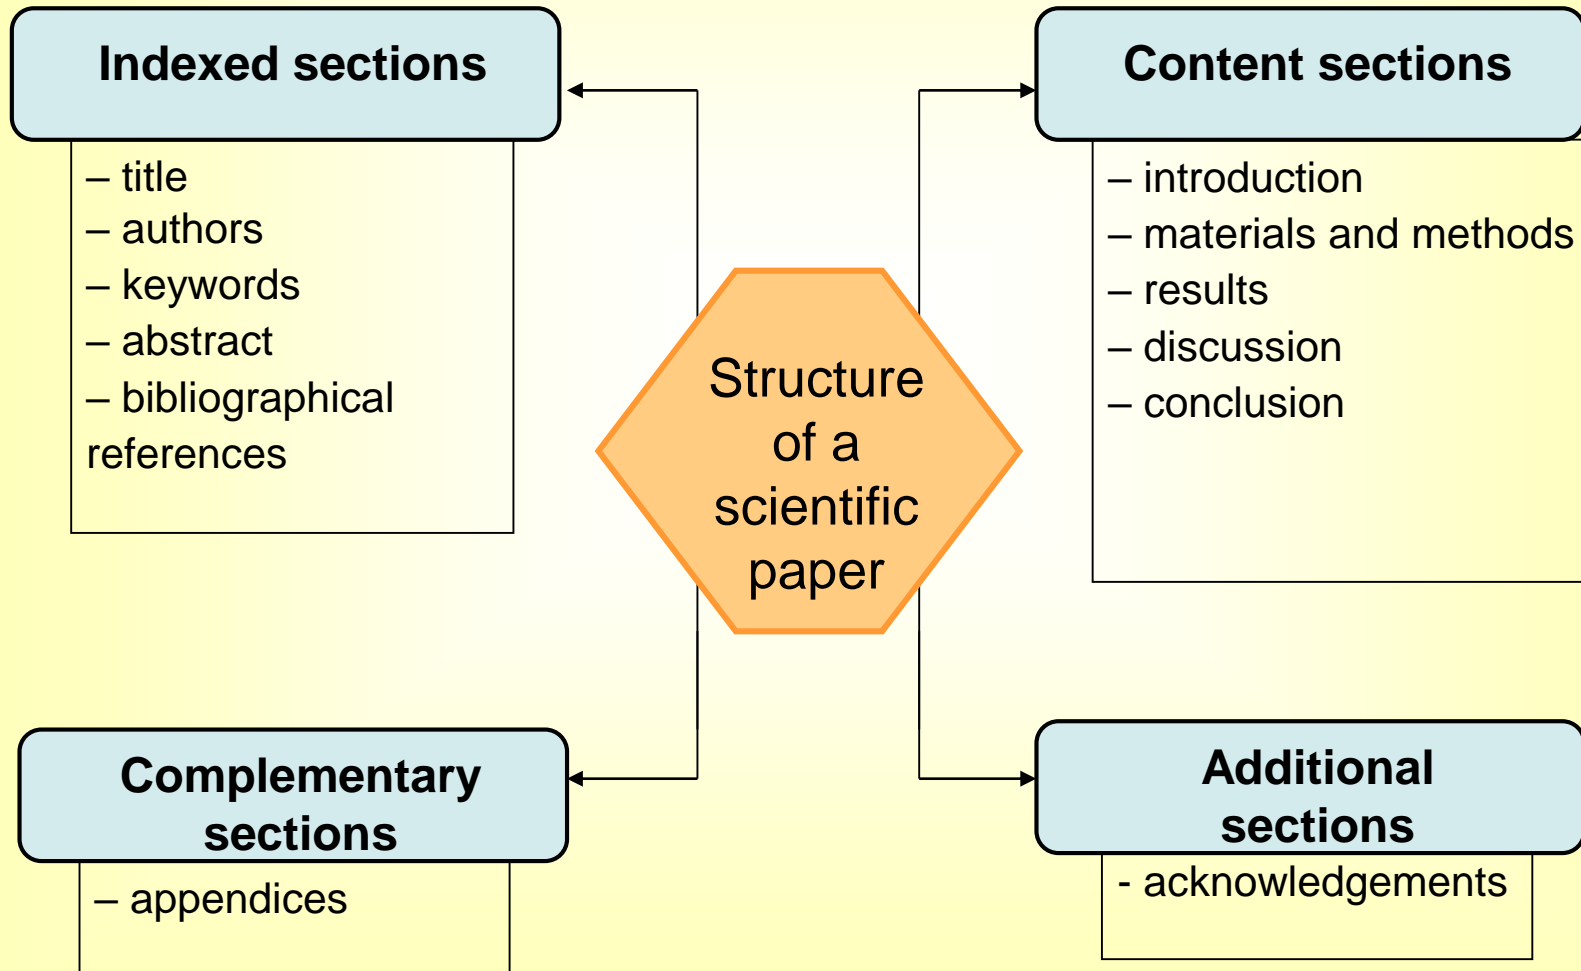 Indexed sections
– title
– authors
– keywords
– abstract
– bibliographical
references
Content sections
– introduction
– materials and methods
– results
– discussion
– conclusion
Structure
of a
scientific
paper
Complementary
sections
– appendices
Additional
sections
- acknowledgements